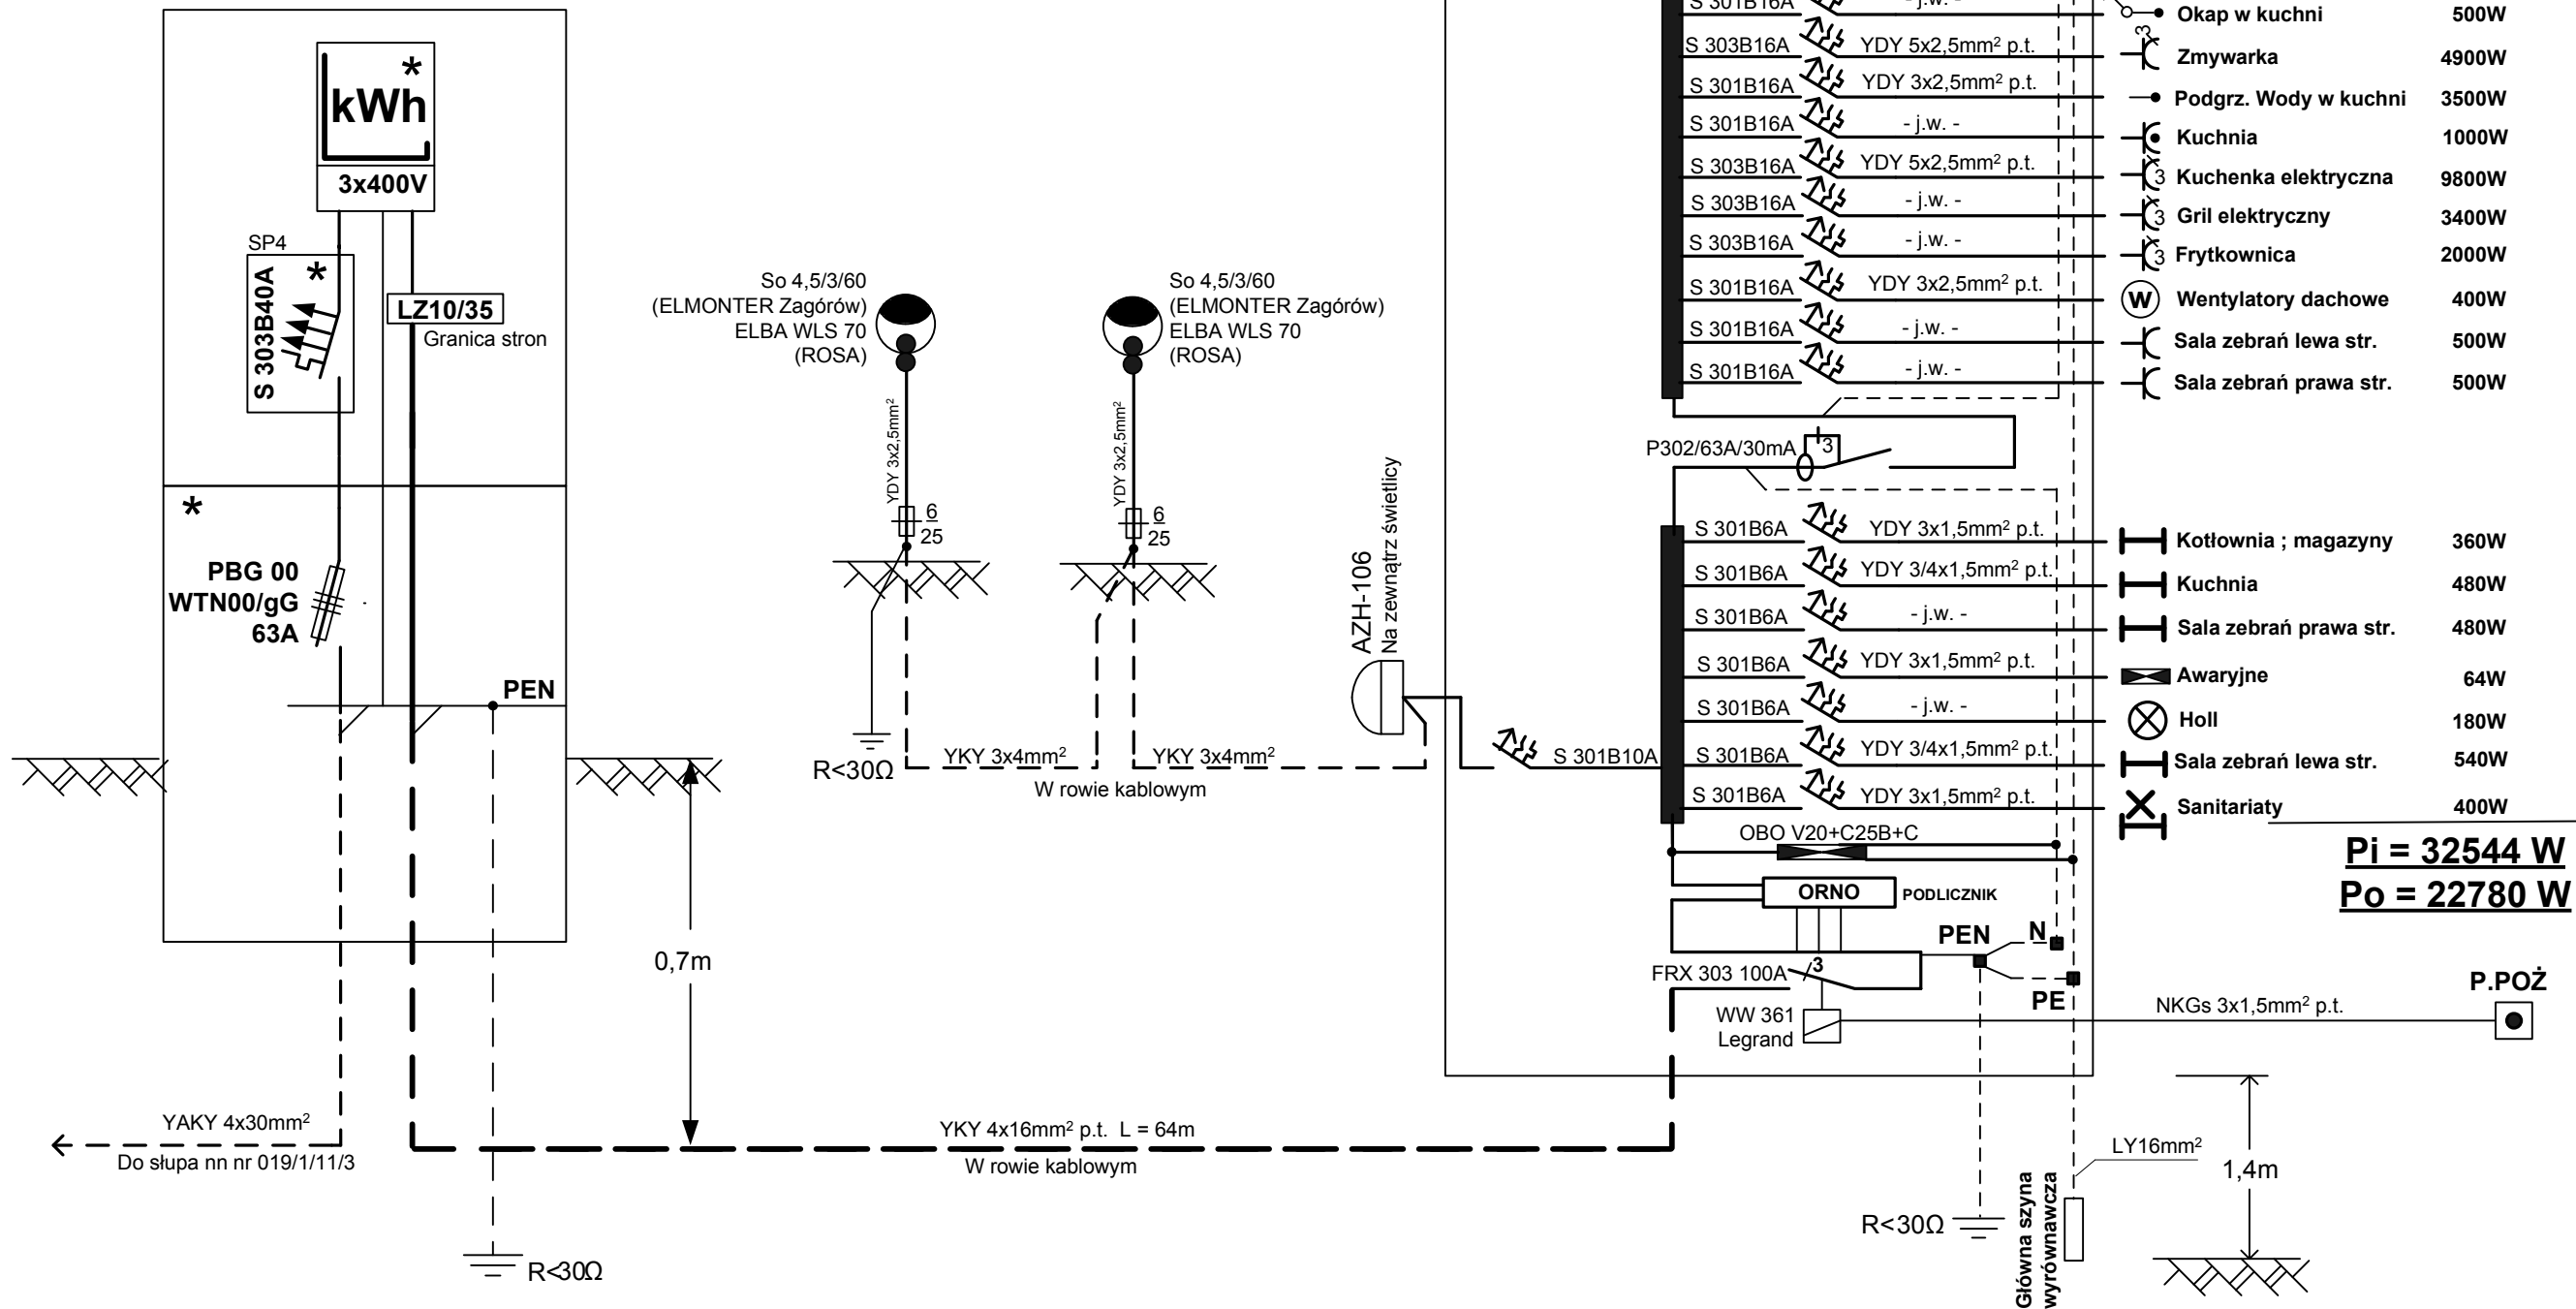 kWh
*
3x400V
SP4
S 303B40A
*
LZ10/35
Granica stron
*
PBG 00
WTN00/gG
63A
PEN
0,7m
YAKY 4x30mm²
Do słupa nn nr 019/1/11/3
R<30Ω
YKY 4x16mm² p.t. L = 64m
W rowie kablowym
So 4,5/3/60
(ELMONTER Zagórów)
ELBA WLS 70
(ROSA)
YDY 3x2,5mm²
6
25
R<30Ω
So 4,5/3/60
(ELMONTER Zagórów)
ELBA WLS 70
(ROSA)
YDY 3x2,5mm²
6
25
YKY 3x4mm²
YKY 3x4mm²
W rowie kablowym
AZH-106
Na zewnątrz świetlicy
S 301B10A
S 301B16A - j.w. - Okap w kuchni 500W
S 303B16A YDY 5x2,5mm² p.t. 3 Zmywarka 4900W
S 301B16A YDY 3x2,5mm² p.t. Podgrz. Wody w kuchni 3500W
S 301B16A - j.w. - Kuchnia 1000W
S 303B16A YDY 5x2,5mm² p.t. 3 Kuchenka elektryczna 9800W
S 303B16A - j.w. - 3 Gril elektryczny 3400W
S 303B16A - j.w. - 3 Frytkownica 2000W
S 301B16A YDY 3x2,5mm² p.t. W Wentylatory dachowe 400W
S 301B16A - j.w. - Sala zebrań lewa str. 500W
S 301B16A - j.w. - Sala zebrań prawa str. 500W
P302/63A/30mA 3
S 301B6A YDY 3x1,5mm² p.t. Kotłownia ; magazyny 360W
S 301B6A YDY 3/4x1,5mm² p.t. Kuchnia 480W
S 301B6A - j.w. - Sala zebrań prawa str. 480W
S 301B6A YDY 3x1,5mm² p.t. Awaryjne 64W
S 301B6A - j.w. - Holl 180W
S 301B6A YDY 3/4x1,5mm² p.t. Sala zebrań lewa str. 540W
S 301B6A YDY 3x1,5mm² p.t. Sanitariaty 400W
OBO V20+C25B+C
Pi = 32544 W
Po = 22780 W
ORNO PODLICZNIK
PEN N
PE
FRX 303 100A 3
WW 361
Legrand
NKGs 3x1,5mm² p.t.
P.POŻ
LY16mm²
1,4m
R<30Ω
Główna szyna
wyrównawcza